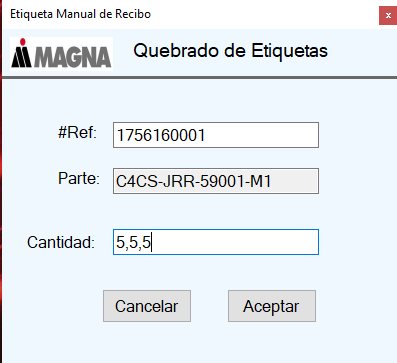 Etiqueta Manual de Recibo
x
MAGNA
Quebrado de Etiquetas
#Ref: 1756160001
Parte: C4CS-JRR-59001-M1
Cantidad: 5,5,5
Cancelar Aceptar